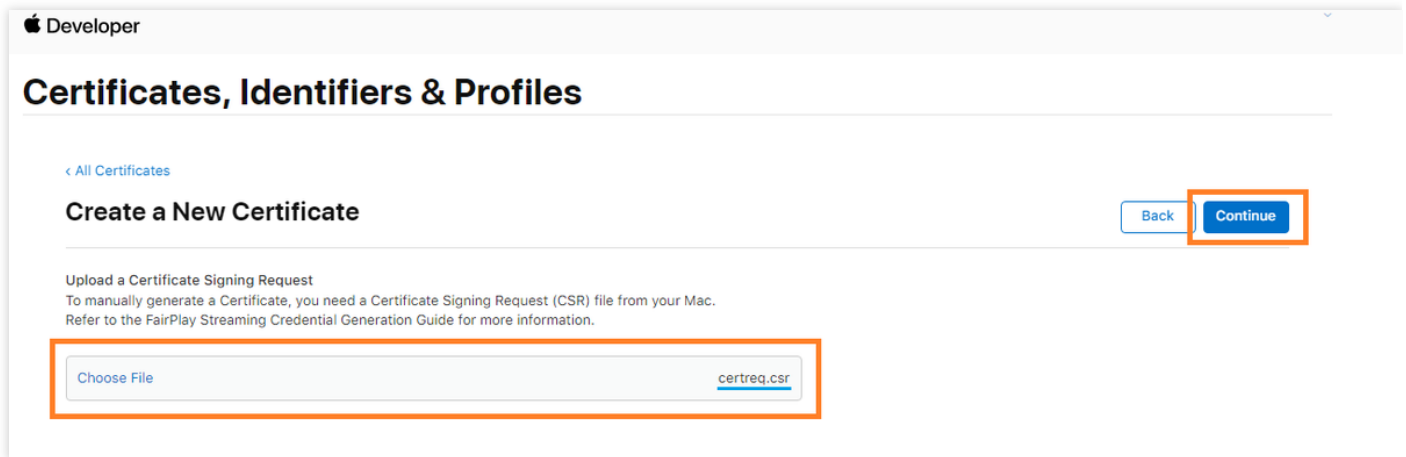 Developer
Certificates, Identifiers & Profiles
< All Certificates
Create a New Certificate
Back
Continue
Upload a Certificate Signing Request
To manually generate a Certificate, you need a Certificate Signing Request (CSR) file from your Mac.
Refer to the FairPlay Streaming Credential Generation Guide for more information.
Choose File
certreq.csr